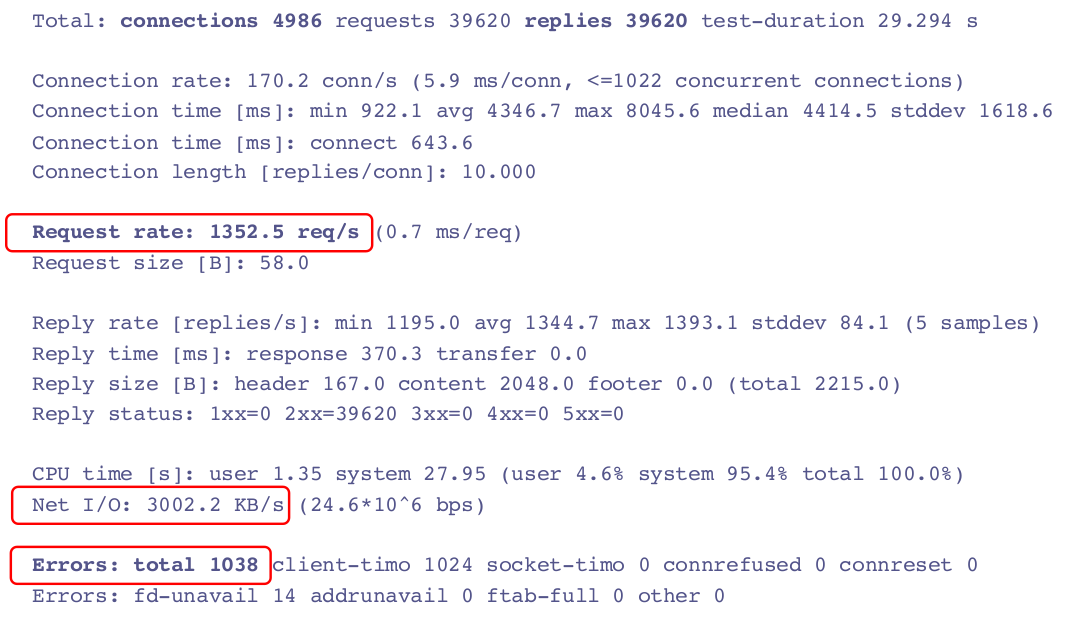 Total: connections 4986 requests 39620 replies 39620 test-duration 29.294 s
Connection rate: 170.2 conn/s (5.9 ms/conn, <=1022 concurrent connections)
Connection time [ms]: min 922.1 avg 4346.7 max 8045.6 median 4414.5 stddev 1618.6
Connection time [ms]: connect 643.6
Connection length [replies/conn]: 10.000
Request rate: 1352.5 req/s (0.7 ms/req)
Request size [B]: 58.0
Reply rate [replies/s]: min 1195.0 avg 1344.7 max 1393.1 stddev 84.1 (5 samples)
Reply time [ms]: response 370.3 transfer 0.0
Reply size [B]: header 167.0 content 2048.0 footer 0.0 (total 2215.0)
Reply status: 1xx=0 2xx=39620 3xx=0 4xx=0 5xx=0
CPU time [s]: user 1.35 system 27.95 (user 4.6% system 95.4% total 100.0%)
Net I/O: 3002.2 KB/s (24.6*10^6 bps)
Errors: total 1038 client-timo 1024 socket-timo 0 connrefused 0 connreset 0
Errors: fd-unavail 14 addrunavail 0 ftab-full 0 other 0